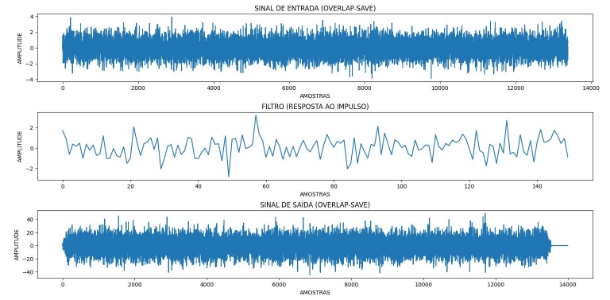 SINAL DE ENTRADA (OVERLAP-SAVE)
4
2
0
−2
−4
AMPLITUDE
0 2000 4000 6000 8000 10000 12000 14000
AMOSTRAS
FILTRO (RESPOSTA AO IMPULSO)
2
0
−2
AMPLITUDE
0 20 40 60 80 100 120 140
AMOSTRAS
SINAL DE SAÍDA (OVERLAP-SAVE)
40
20
0
−20
−40
AMPLITUDE
0 2000 4000 6000 8000 10000 12000 14000
AMOSTRAS